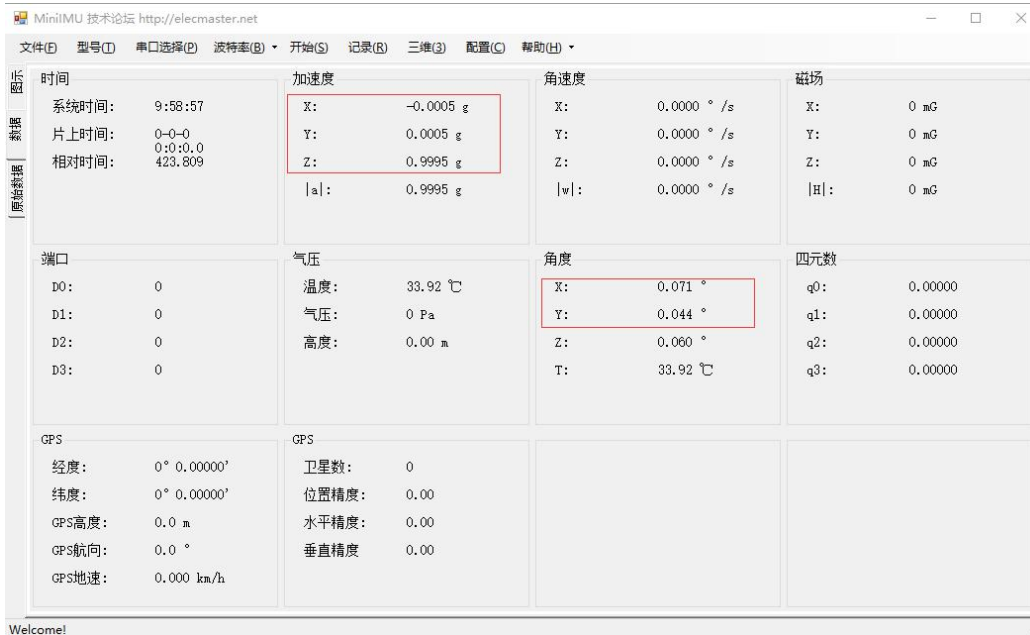 MiniIMU 技术论坛 http://elecmaster.net
文件(F) 型号(T) 串口选择(P) 波特率(B) 开始(S) 记录(R) 三维(3) 配置(C) 帮助(H)
图示
数据
原始数据
时间
系统时间: 9:58:57
片上时间: 0-0-0
0:0:0.0
相对时间: 423.809
加速度
X: -0.0005 g
Y: 0.0005 g
Z: 0.9995 g
|a|: 0.9995 g
角速度
X: 0.0000 ° /s
Y: 0.0000 ° /s
Z: 0.0000 ° /s
|w|: 0.0000 ° /s
磁场
X: 0 mG
Y: 0 mG
Z: 0 mG
|H|: 0 mG
端口
D0: 0
D1: 0
D2: 0
D3: 0
气压
温度: 33.92 ℃
气压: 0 Pa
高度: 0.00 m
角度
X: 0.071 °
Y: 0.044 °
Z: 0.060 °
T: 33.92 ℃
四元数
q0: 0.00000
q1: 0.00000
q2: 0.00000
q3: 0.00000
GPS
经度: 0° 0.00000'
纬度: 0° 0.00000'
GPS高度: 0.0 m
GPS航向: 0.0 °
GPS地速: 0.000 km/h
GPS
卫星数: 0
位置精度: 0.00
水平精度: 0.00
垂直精度 0.00
Welcome!